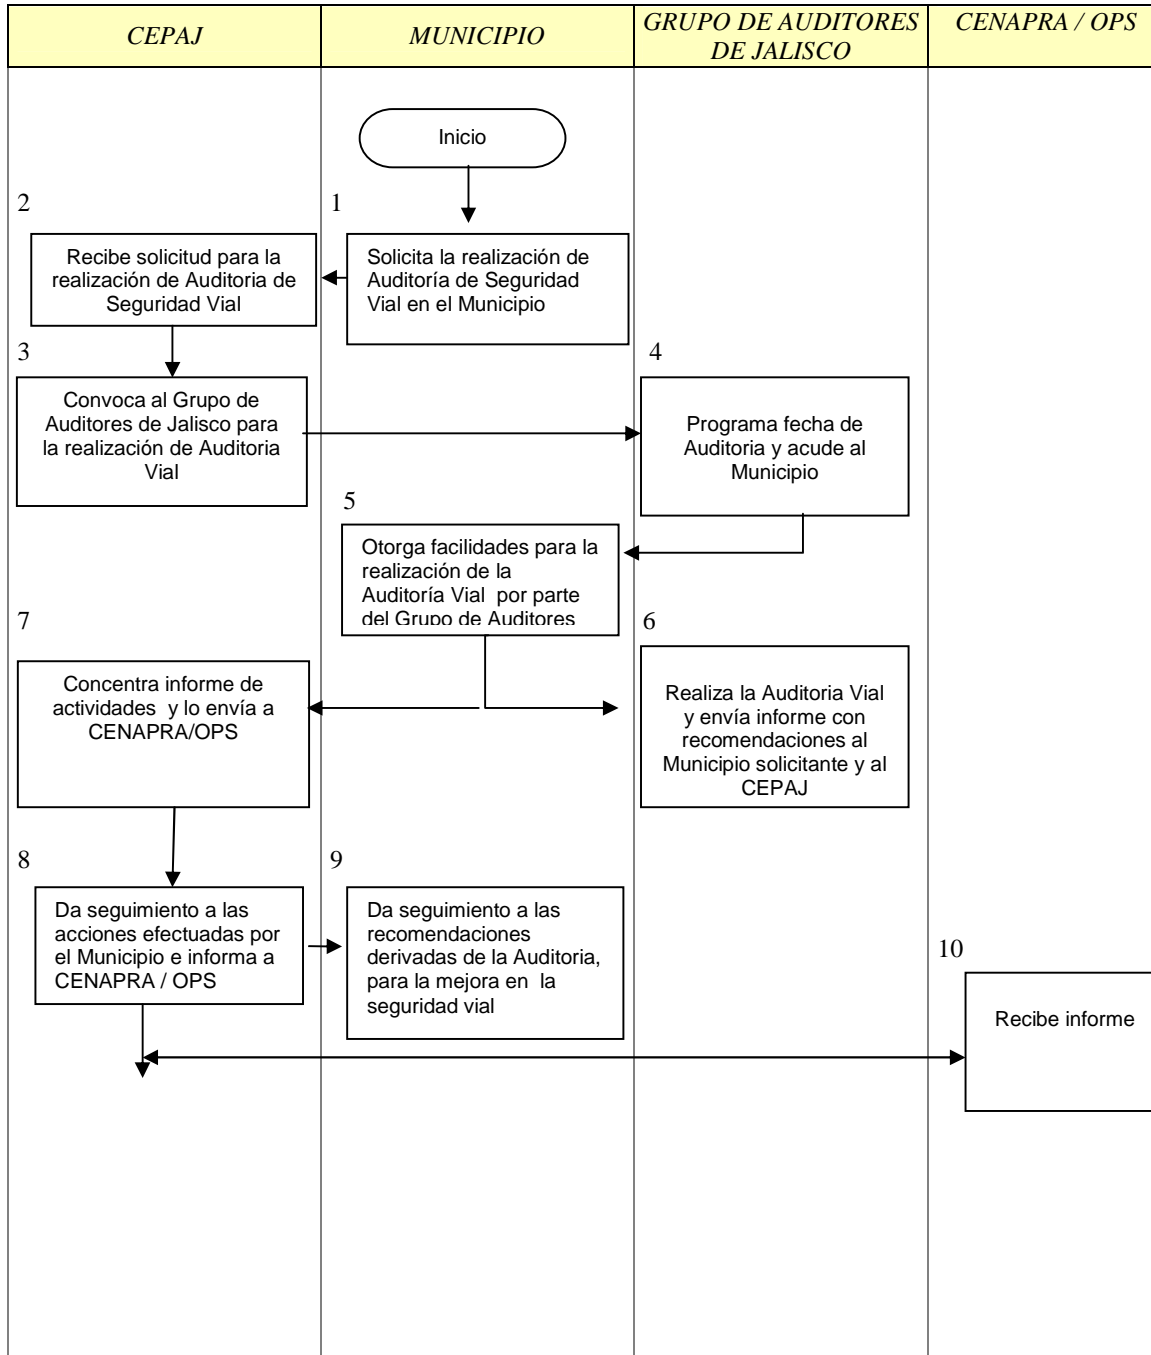 CEPAJ
MUNICIPIO
GRUPO DE AUDITORES
DE JALISCO
CENAPRA / OPS
Inicio
2
1
Recibe solicitud para la
realización de Auditoria de
Seguridad Vial
Solicita la realización de
Auditoría de Seguridad
Vial en el Municipio
3
4
Convoca al Grupo de
Auditores de Jalisco para
la realización de Auditoria
Vial
Programa fecha de
Auditoria y acude al
Municipio
5
Otorga facilidades para la
realización de la
Auditoría Vial por parte
del Grupo de Auditores
7
6
Concentra informe de
actividades y lo envía a
CENAPRA/OPS
Realiza la Auditoria Vial
y envía informe con
recomendaciones al
Municipio solicitante y al
CEPAJ
8
9
Da seguimiento a las
acciones efectuadas por
el Municipio e informa a
CENAPRA / OPS
Da seguimiento a las
recomendaciones
derivadas de la Auditoria,
para la mejora en la
seguridad vial
10
Recibe informe